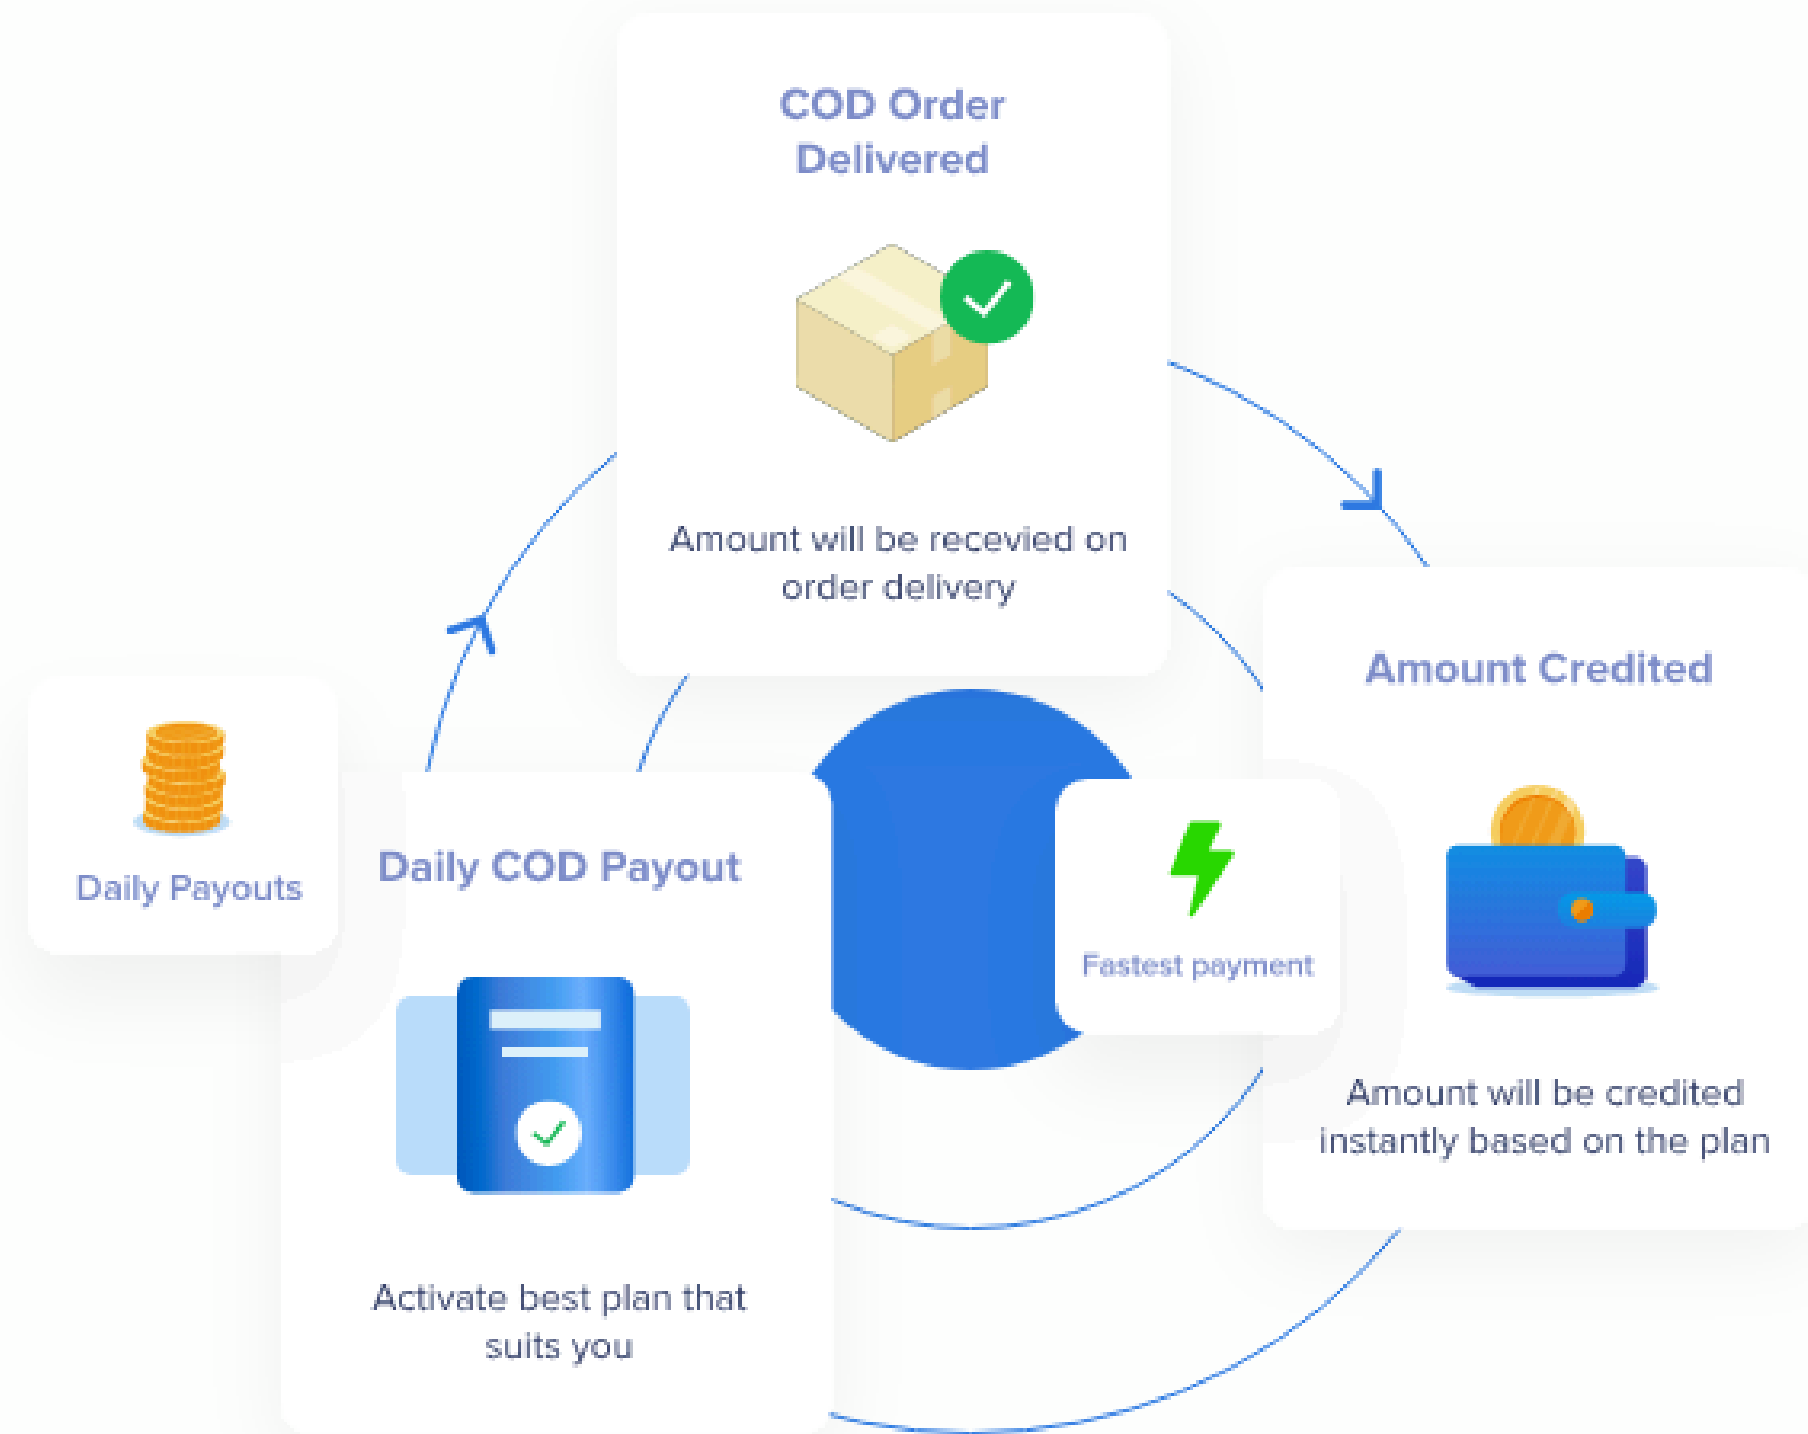 COD Order
Delivered
Amount will be recevied on
order delivery
Amount Credited
Amount will be credited
instantly based on the plan
Fastest payment
Daily Payouts
Daily COD Payout
Activate best plan that
suits you